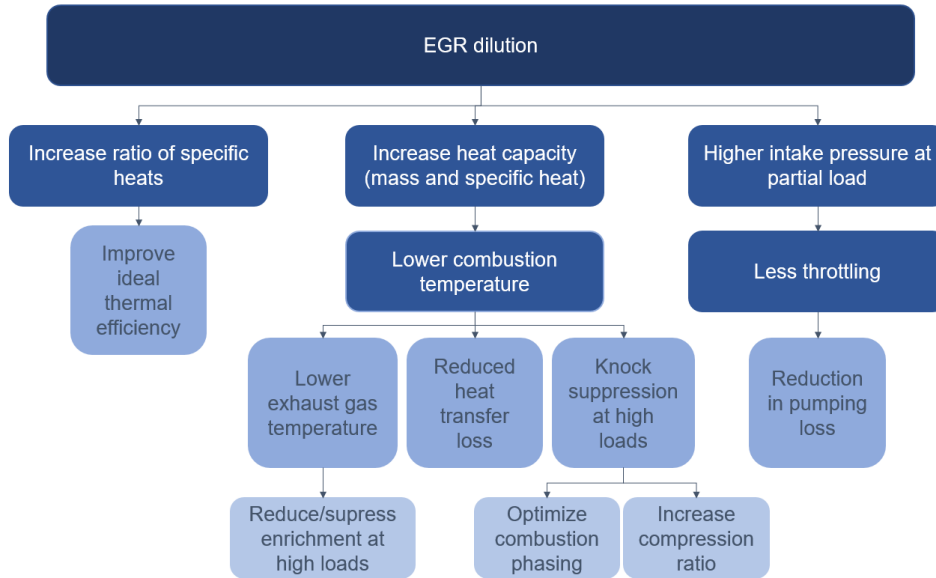 EGR dilution
Increase ratio of specific
heats
Increase heat capacity
(mass and specific heat)
Higher intake pressure at
partial load
Improve
ideal
thermal
efficiency
Lower combustion
temperature
Less throttling
Lower
exhaust gas
temperature
Reduced
heat
transfer
loss
Knock
suppression
at high
loads
Reduction
in pumping
loss
Reduce/supress
enrichment at
high loads
Optimize
combustion
phasing
Increase
compression
ratio